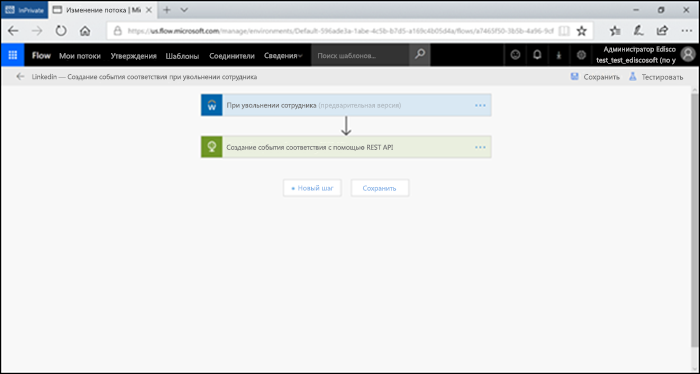 InPrivate
Изменение потока | Mi
https://us.flow.microsoft.com/manage/environments/Default-596ade3a-1abe-4c5b-b7d5-a169c6b05d4a/flows/a7465f50-3b5b-4a96-9cf
Flow Мои потоки Утверждения Шаблоны Соединители Сведения Поиск шаблонов... Администратор Edisco
test_test_ediscosoft (по у
Linkedin — Создание события соответствия при увольнении сотрудника Сохранить Тестировать
При увольнении сотрудника (предварительная версия)
Создание события соответствия с помощью REST API
+ Новый шаг Сохранить